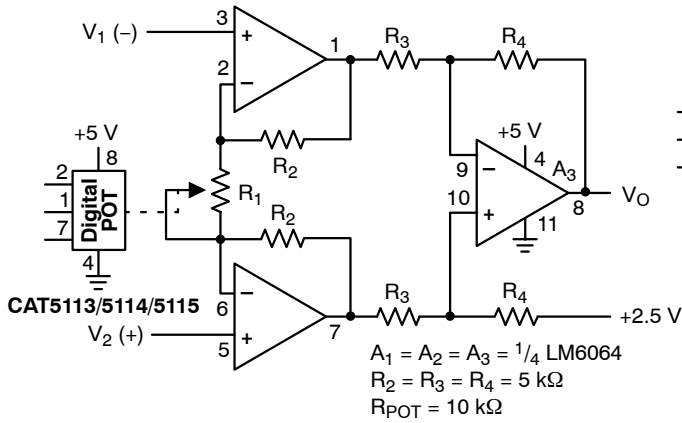 V1 (−)
3
+
1
2
−
R3
R4
R2
+5 V
8
2
1
7
4
Digital
POT
R1
R2
+5 V
4
A3
9
−
10
+
8
VO
11
CAT5113/5114/5115
V2 (+)
6
−
5
+
7
R3
R4
+2.5 V
A1 = A2 = A3 = 1/4 LM6064
R2 = R3 = R4 = 5 kΩ
RPOT = 10 kΩ